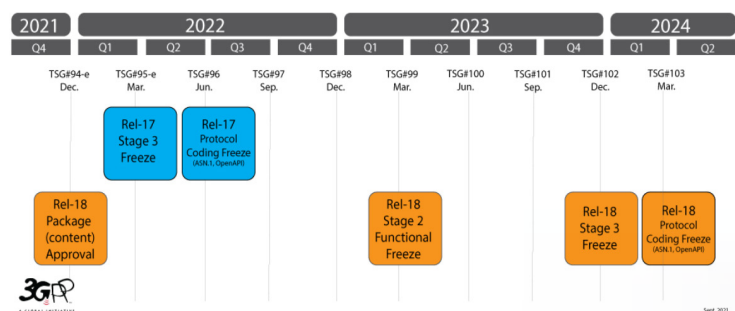 2021 2022 2023 2024
Q4 Q1 Q2 Q3 Q4 Q1 Q2 Q3 Q4 Q1 Q2
TSG#94-e TSG#95-e TSG#96 TSG#97 TSG#98 TSG#99 TSG#100 TSG#101 TSG#102 TSG#103
Dec. Mar. Jun. Sep. Dec. Mar. Jun. Sep. Dec. Mar.
Rel-17
Stage 3
Freeze
Rel-17
Protocol
Coding Freeze
(ASN.1, OpenAPI)
Rel-18
Package
(content)
Approval
Rel-18
Stage 2
Functional
Freeze
Rel-18
Stage 3
Freeze
Rel-18
Protocol
Coding Freeze
(ASN.1, OpenAPI)
3GPP
A GLOBAL INITIATIVE
Sept. 2021